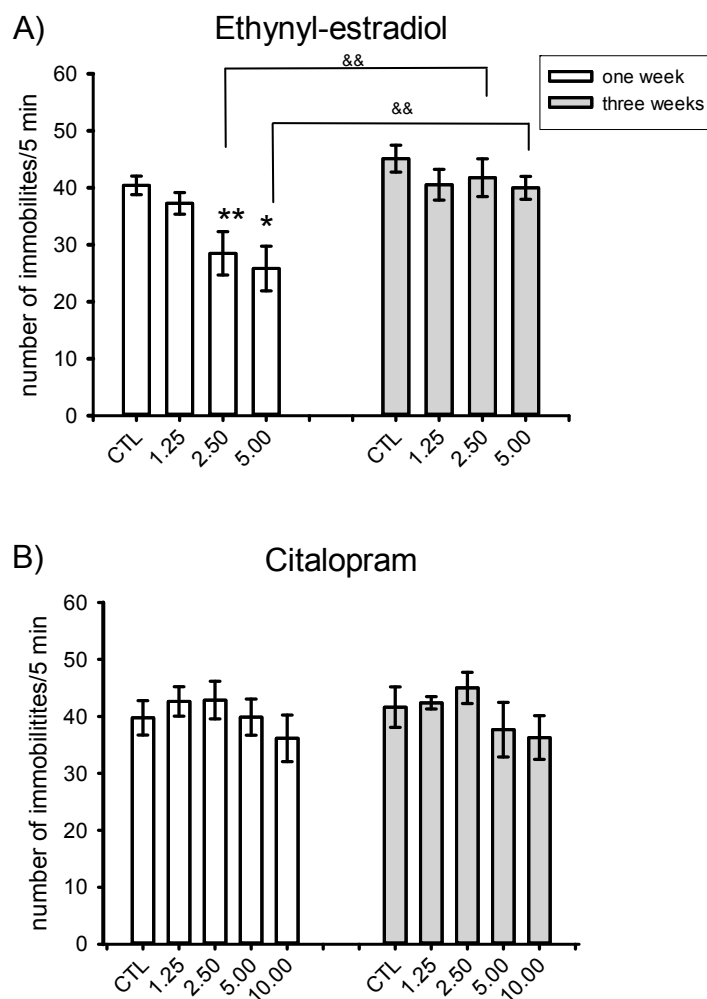 A)
Ethynyl-estradiol
one week
three weeks
number of immobilites/5 min
60
50
40
30
20
10
0
&&
&&
**
*
CTL
1.25
2.50
5.00
CTL
1.25
2.50
5.00
B)
Citalopram
number of immobilitites/5 min
60
50
40
30
20
10
0
CTL
1.25
2.50
5.00
10.00
CTL
1.25
2.50
5.00
10.00